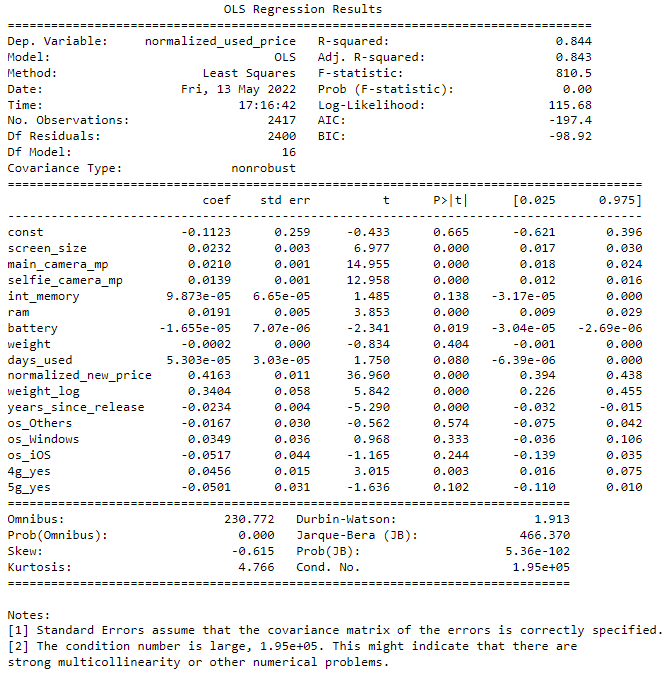 OLS Regression Results
==============================================================================
Dep. Variable: normalized_used_price R-squared: 0.844
Model: OLS Adj. R-squared: 0.843
Method: Least Squares F-statistic: 810.5
Date: Fri, 13 May 2022 Prob (F-statistic): 0.00
Time: 17:16:42 Log-Likelihood: 115.68
No. Observations: 2417 AIC: -197.4
Df Residuals: 2400 BIC: -98.92
Df Model: 16
Covariance Type: nonrobust
=========================================================================================
coef std err t P>|t| [0.025 0.975]
-----------------------------------------------------------------------------------------
const -0.1123 0.259 -0.433 0.665 -0.621 0.396
screen_size 0.0232 0.003 6.977 0.000 0.017 0.030
main_camera_mp 0.0210 0.001 14.955 0.000 0.018 0.024
selfie_camera_mp 0.0139 0.001 12.958 0.000 0.012 0.016
int_memory 9.873e-05 6.65e-05 1.485 0.138 -3.17e-05 0.000
ram 0.0191 0.005 3.853 0.000 0.009 0.029
battery -1.655e-05 7.07e-06 -2.341 0.019 -3.04e-05 -2.69e-06
weight -0.0002 0.000 -0.834 0.404 -0.001 0.000
days_used 5.303e-05 3.03e-05 1.750 0.080 -6.39e-06 0.000
normalized_new_price 0.4163 0.011 36.960 0.000 0.394 0.438
weight_log 0.3404 0.058 5.842 0.000 0.226 0.455
years_since_release -0.0234 0.004 -5.290 0.000 -0.032 -0.015
os_Others -0.0167 0.030 -0.562 0.574 -0.075 0.042
os_Windows 0.0349 0.036 0.968 0.333 -0.036 0.106
os_iOS -0.0517 0.044 -1.165 0.244 -0.139 0.035
4g_yes 0.0456 0.015 3.015 0.003 0.016 0.075
5g_yes -0.0501 0.031 -1.636 0.102 -0.110 0.010
==============================================================================
Omnibus: 230.772 Durbin-Watson: 1.913
Prob(Omnibus): 0.000 Jarque-Bera (JB): 466.370
Skew: -0.615 Prob(JB): 5.36e-102
Kurtosis: 4.766 Cond. No. 1.95e+05
==============================================================================
Notes:
[1] Standard Errors assume that the covariance matrix of the errors is correctly specified.
[2] The condition number is large, 1.95e+05. This might indicate that there are
strong multicollinearity or other numerical problems.